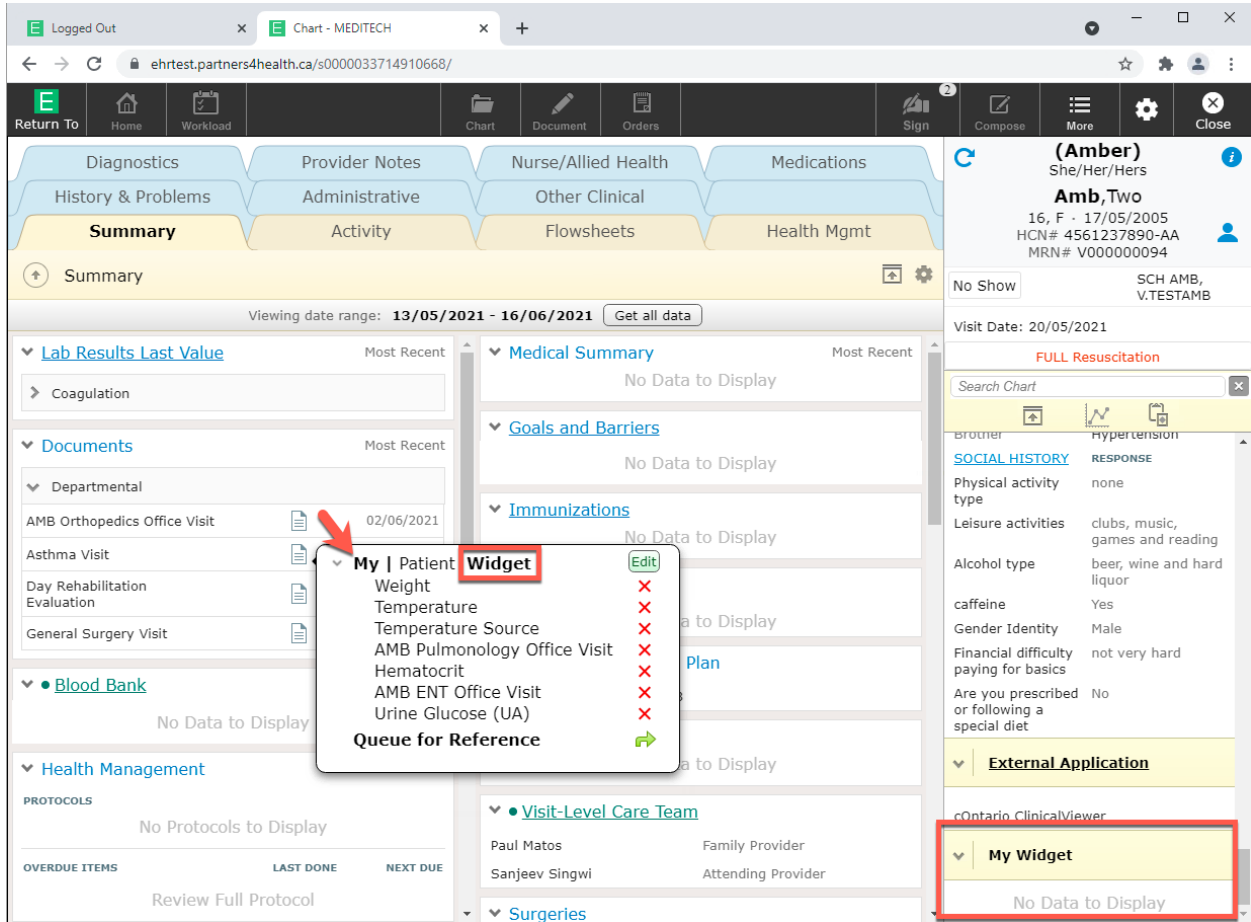 Logged Out
Chart - MEDITECH
ehrtest.partners4health.ca/s0000033714910668/
Return To
Home
Workload
Chart
Document
Orders
Sign
2
Compose
More
Close
Diagnostics
Provider Notes
Nurse/Allied Health
Medications
History & Problems
Administrative
Other Clinical
Summary
Activity
Flowsheets
Health Mgmt
Summary
Viewing date range: 13/05/2021 - 16/06/2021 Get all data
Lab Results Last Value Most Recent
Coagulation
Documents Most Recent
Departmental
AMB Orthopedics Office Visit 02/06/2021
Asthma Visit
Day Rehabilitation
Evaluation
General Surgery Visit
Blood Bank
No Data to Display
Health Management
PROTOCOLS
No Protocols to Display
OVERDUE ITEMS LAST DONE NEXT DUE
Review Full Protocol
Medical Summary Most Recent
No Data to Display
Goals and Barriers
No Data to Display
Immunizations
No Data to Display
a to Display
Plan
a to Display
Visit-Level Care Team
Paul Matos Family Provider
Sanjeev Singwi Attending Provider
Surgeries
My | Patient Widget Edit
Weight
Temperature
Temperature Source
AMB Pulmonology Office Visit
Hematocrit
AMB ENT Office Visit
Urine Glucose (UA)
Queue for Reference
(Amber)
She/Her/Hers
Amb,Two
16, F · 17/05/2005
HCN# 4561237890-AA
MRN# V000000094
No Show
SCH AMB,
V.TESTAMB
Visit Date: 20/05/2021
FULL Resuscitation
Search Chart
Brother Hypertension
SOCIAL HISTORY RESPONSE
Physical activity none
type
Leisure activities clubs, music,
games and reading
Alcohol type beer, wine and hard
liquor
caffeine Yes
Gender Identity Male
Financial difficulty not very hard
paying for basics
Are you prescribed No
or following a
special diet
External Application
cOntario ClinicalViewer
My Widget
No Data to Display